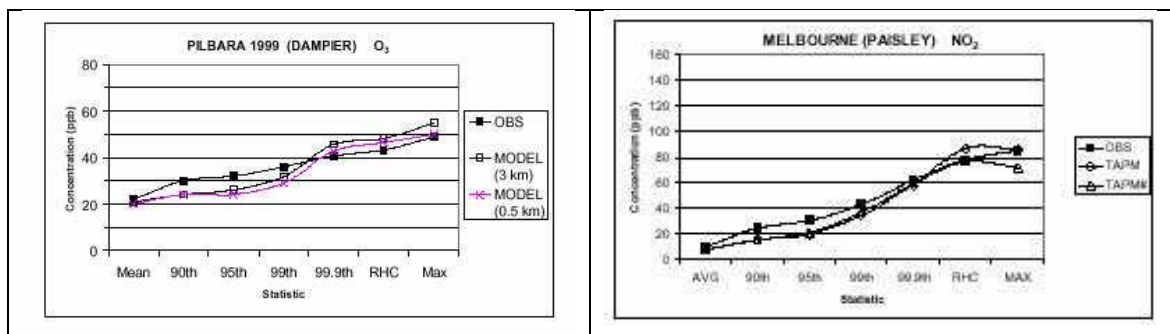 PILBARA 1999 (DAMPIER) O₃
80
60
40
20
0
Concentration (ppb)
Mean 90th 95th 99th 99.9th RHC Max
Statistic
OBS
MODEL
(3 km)
MODEL
(0.5 km)
MELBOURNE (PAISLEY) NO₂
160
140
120
100
80
60
40
20
0
Concentration (ppb)
AVG 90th 95th 99th 99.9th RHC MAX
Statistic
OBS
TAPM
TAPM#